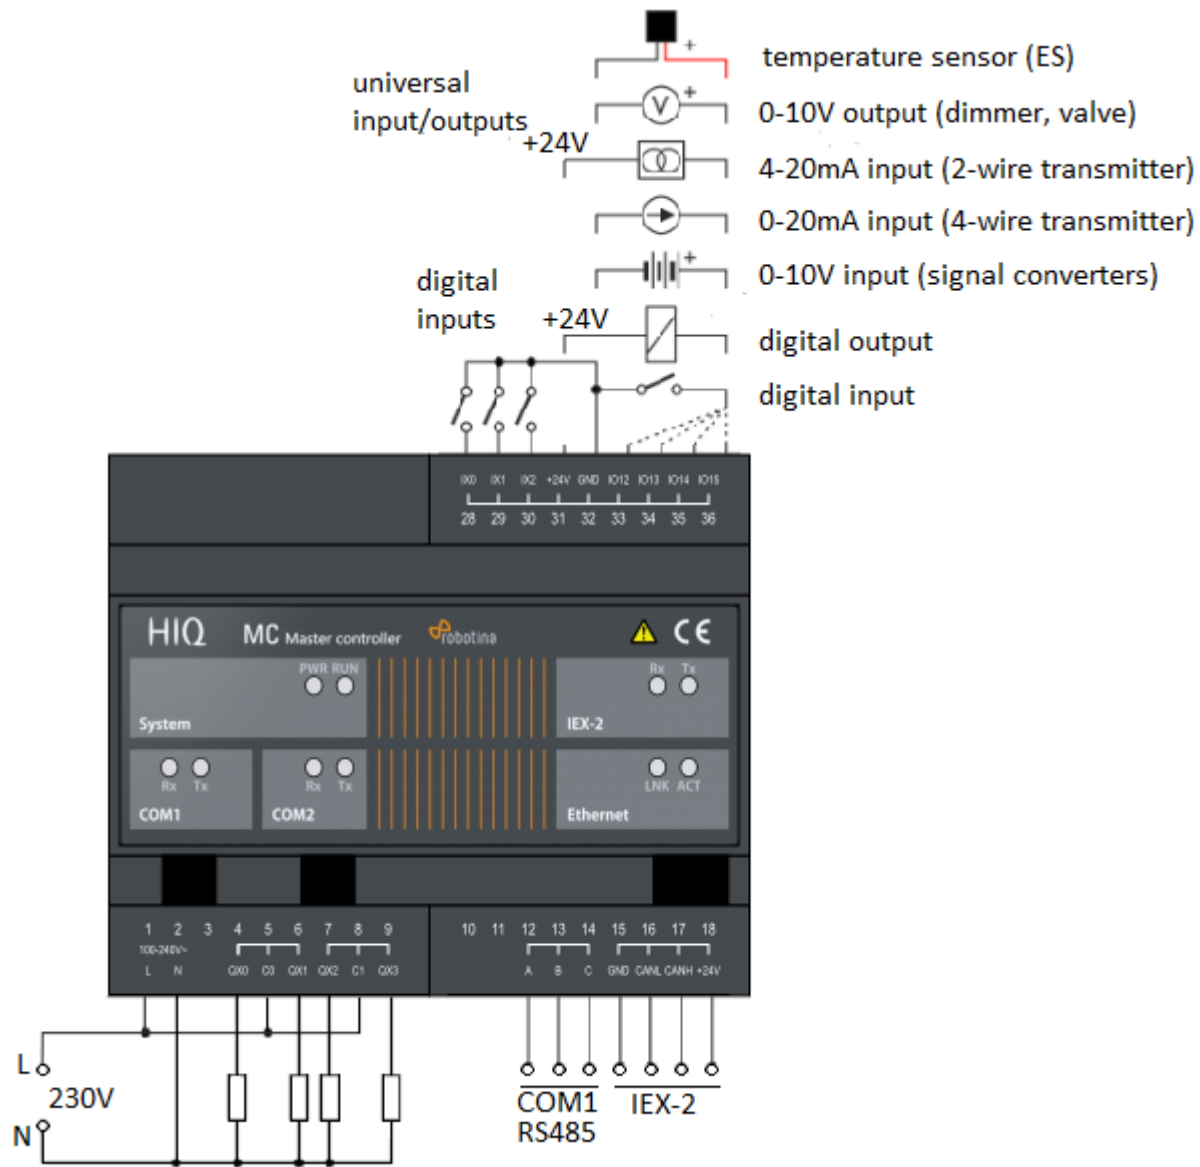 +
temperature sensor (ES)
universal
input/outputs
V
+
0-10V output (dimmer, valve)
+24V
4-20mA input (2-wire transmitter)
0-20mA input (4-wire transmitter)
+
0-10V input (signal converters)
digital
inputs
+24V
digital output
digital input
IX0 IX1 IX2 +24V GND IO12 IO13 IO14 IO15
28 29 30 31 32 33 34 35 36
HIQ MC Master controller robotina CE
PWR RUN
Rx Tx
System
IEX-2
Rx Tx
Rx Tx
LNK ACT
COM1
COM2
Ethernet
1 2 3 4 5 6 7 8 9 10 11 12 13 14 15 16 17 18
100-240V~
L N QX0 C0 QX1 QX2 C1 QX3 A B C GND CANL CANH +24V
L
230V
N
COM1
RS485
IEX-2